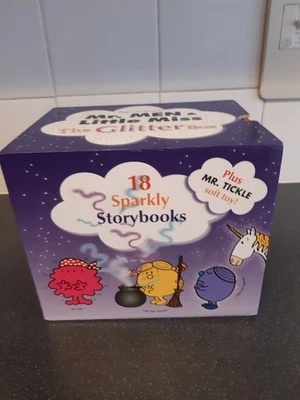 Mr. MEN &
Little Miss
The Glitter Box
18
Sparkly
Storybooks
Plus
MR. TICKLE
soft toy!